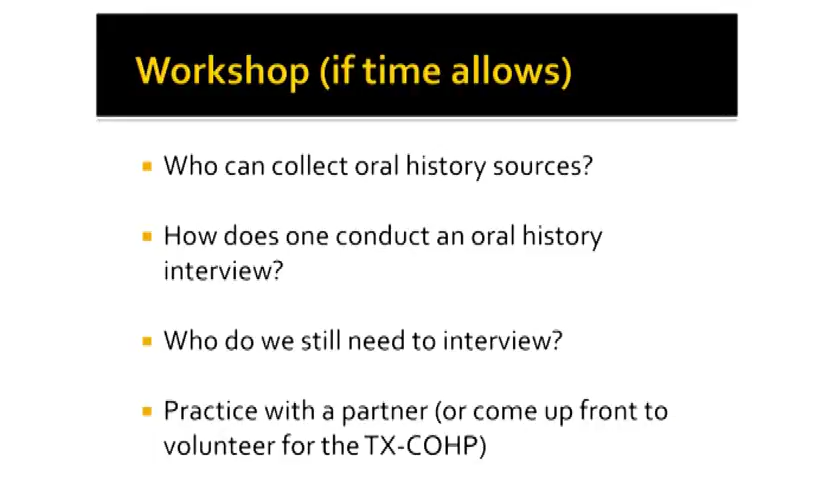 Workshop (if time allows)
Who can collect oral history sources?
How does one conduct an oral history
interview?
Who do we still need to interview?
Practice with a partner (or come up front to
volunteer for the TX-COHP)